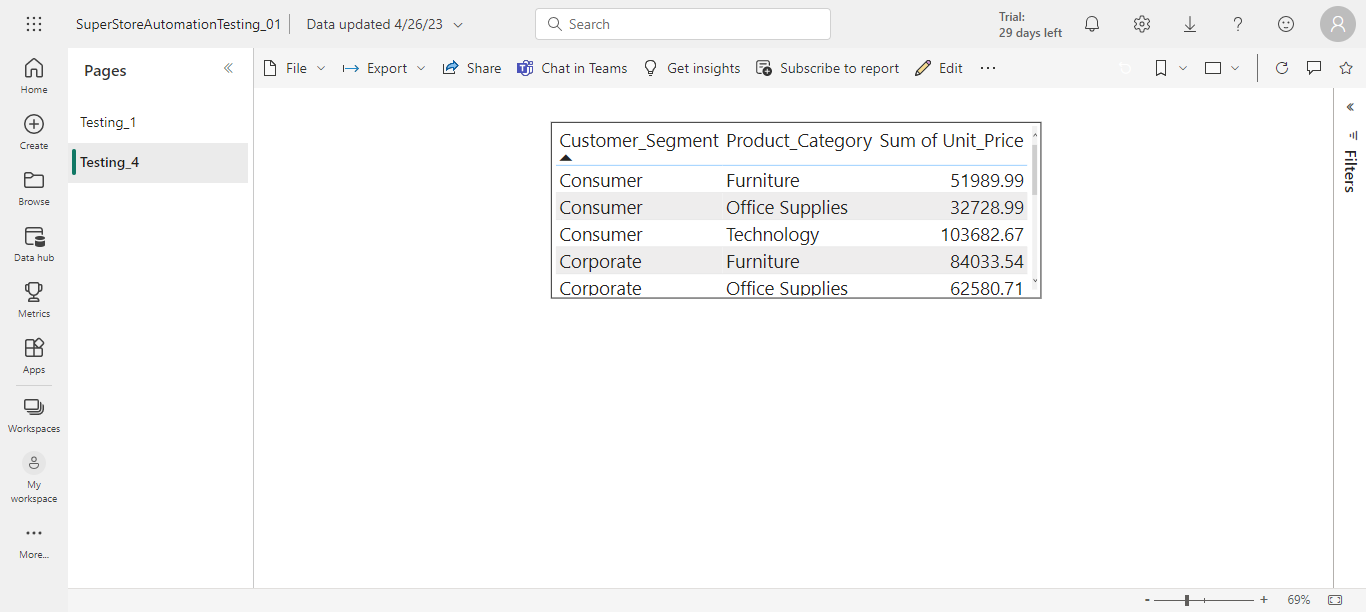 SuperStoreAutomationTesting_01 Data updated 4/26/23 Search Trial: 29 days left
Home
Create
Browse
Data hub
Metrics
Apps
Workspaces
My
workspace
More...
Pages
Testing_1
Testing_4
File Export Share Chat in Teams Get insights Subscribe to report Edit
Customer_Segment Product_Category Sum of Unit_Price
Consumer Furniture 51989.99
Consumer Office Supplies 32728.99
Consumer Technology 103682.67
Corporate Furniture 84033.54
Corporate Office Supplies 62580.71
Filters
- + 69%